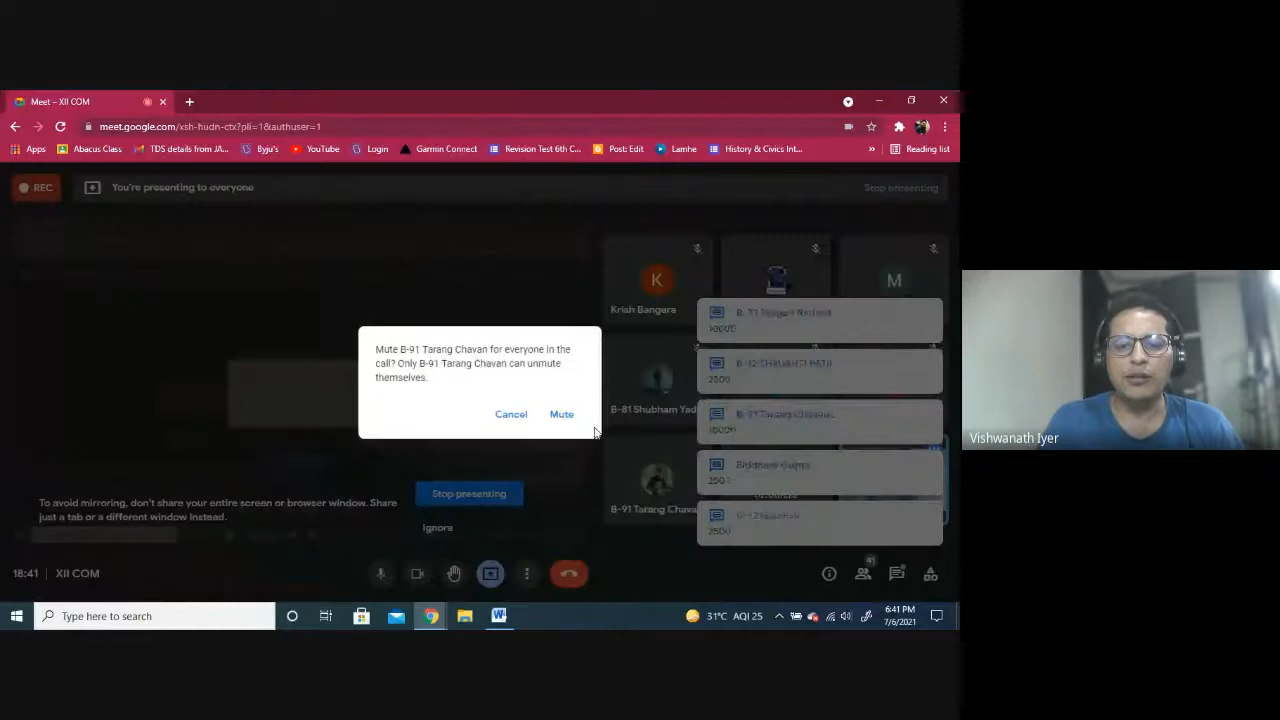 Meet – XII COM
meet.google.com/xsh-hudn-ctx?pli=1&authuser=1
Apps
Abacus Class
TDS details from JA...
Byju's
YouTube
Login
Garmin Connect
Revision Test 6th C...
Post: Edit
Lamhe
History & Civics Int...
»
Reading list
REC
You're presenting to everyone
Stop presenting
K
Krish Bangera
M
Mute B-91 Tarang Chavan for everyone in the
call? Only B-91 Tarang Chavan can unmute
themselves.
Cancel
Mute
2500
B-81 Shubham Yad
B-91 Tarang Chava
2500
To avoid mirroring, don't share your entire screen or browser window. Share
just a tab or a different window instead.
Stop presenting
Ignore
18:41
XII COM
41
Type here to search
31°C AQI 25
6:41 PM
7/6/2021
Vishwanath Iyer